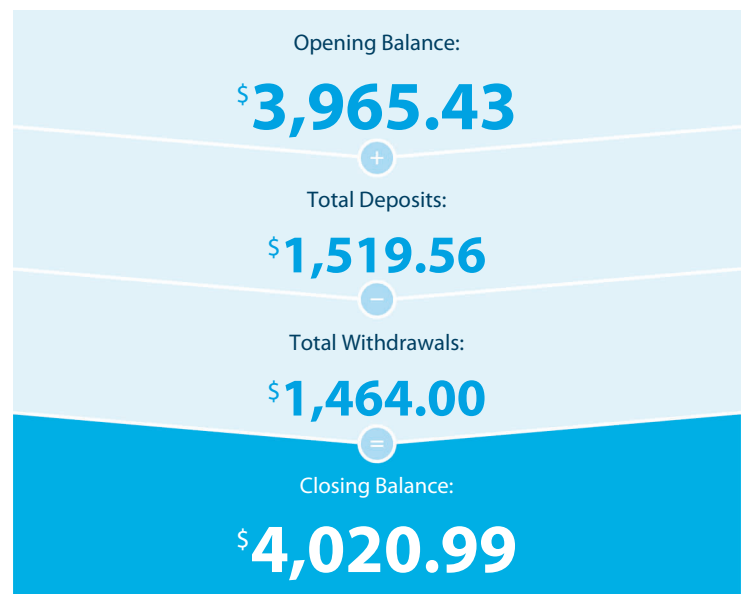 Opening Balance:
$3,965.43
+
Total Deposits:
$1,519.56
−
Total Withdrawals:
$1,464.00
=
Closing Balance:
$4,020.99